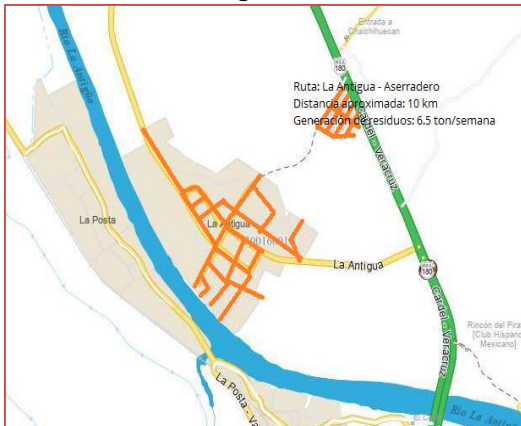 Río La Antigua
Entrada a
Chalchihuecan
180
Ruta: La Antigua - Aserradero
Distancia aproximada: 10 km
Generación de residuos: 6.5 ton/semana
Cardel - Veracruz
La Posta
La Antigua
La Antigua
180
Cardel - Veracruz
Rincón del Pira
[Club Hispano
Mexicano]
La Posta - Va
Río La Antigua